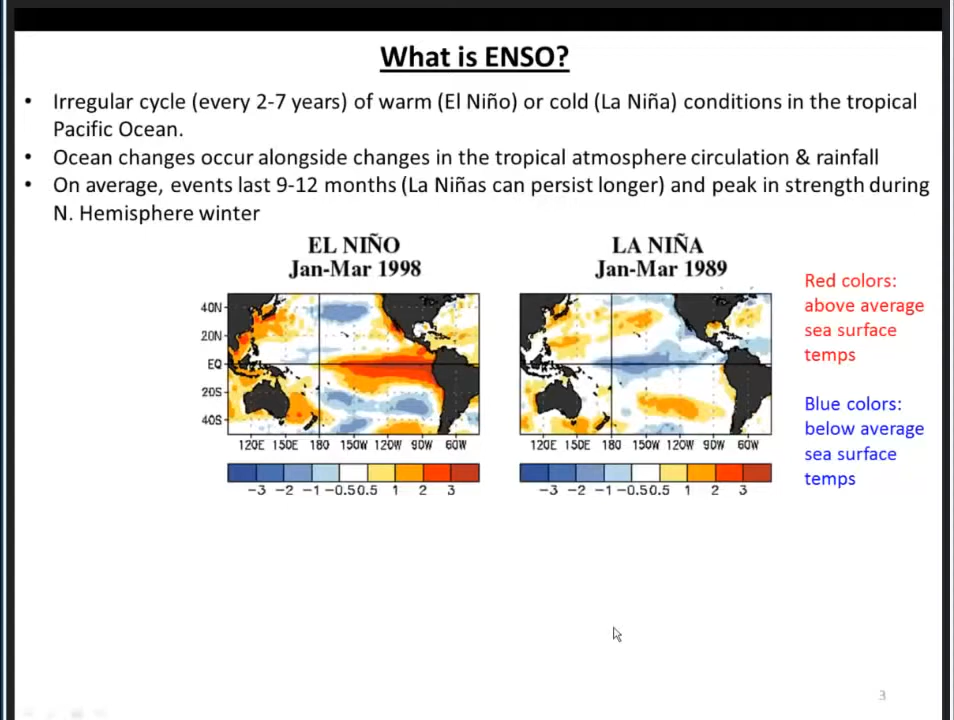 What is ENSO?
• Irregular cycle (every 2-7 years) of warm (El Niño) or cold (La Niña) conditions in the tropical
Pacific Ocean.
• Ocean changes occur alongside changes in the tropical atmosphere circulation & rainfall
• On average, events last 9-12 months (La Niñas can persist longer) and peak in strength during
N. Hemisphere winter
EL NIÑO
Jan-Mar 1998
LA NIÑA
Jan-Mar 1989
40N
20N
EQ
20S
40S
120E 150E 180 150W 120W 90W 60W
120E 150E 180 150W 120W 90W 60W
-3 -2 -1 -0.5 0.5 1 2 3
-3 -2 -1 -0.5 0.5 1 2 3
Red colors:
above average
sea surface
temps
Blue colors:
below average
sea surface
temps
3